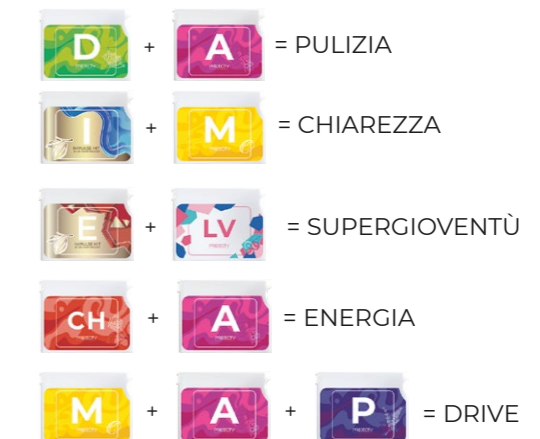 D + A = PULIZIA
I + M = CHIAREZZA
E + LV = SUPERGIOVENTÙ
CH + A = ENERGIA
M + A + P = DRIVE